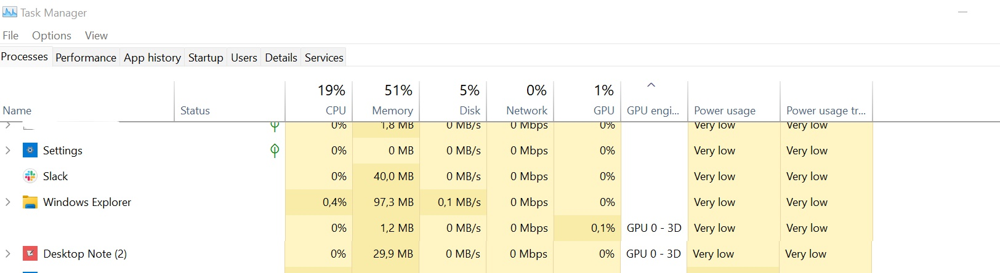 Task Manager
File Options View
Processes Performance App history Startup Users Details Services
19% 51% 5% 0% 1%
Name Status CPU Memory Disk Network GPU GPU engi... Power usage Power usage tr...
0% 1,8 MB 0 MB/s 0 Mbps 0% Very low Very low
Settings 0% 0 MB 0 MB/s 0 Mbps 0% Very low Very low
Slack 0% 40,0 MB 0 MB/s 0 Mbps 0% Very low Very low
Windows Explorer 0,4% 97,3 MB 0,1 MB/s 0 Mbps 0% Very low Very low
0% 1,2 MB 0 MB/s 0 Mbps 0,1% GPU 0 - 3D Very low Very low
Desktop Note (2) 0% 29,9 MB 0 MB/s 0 Mbps 0% GPU 0 - 3D Very low Very low